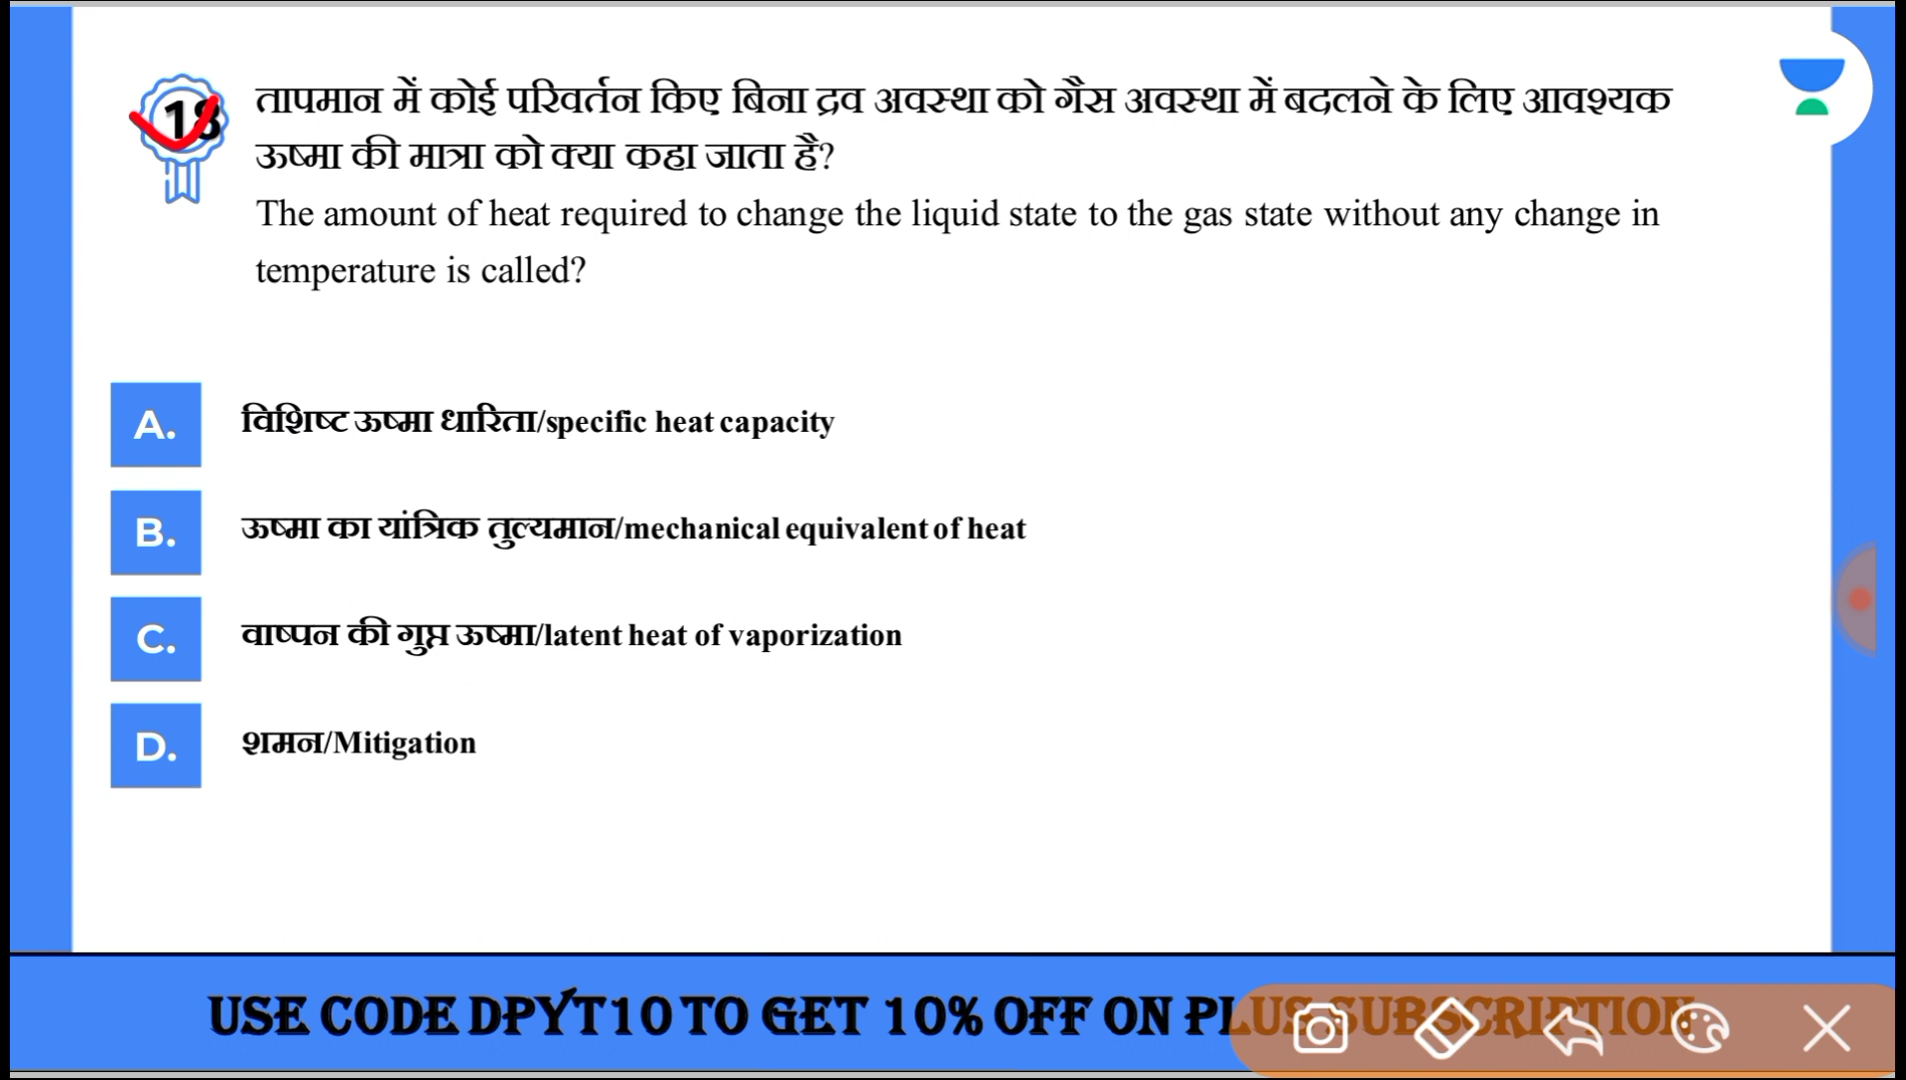 18
तापमान में कोई परिवर्तन किए बिना द्रव अवस्था को गैस अवस्था में बदलने के लिए आवश्यक
ऊष्मा की मात्रा को क्या कहा जाता है?
The amount of heat required to change the liquid state to the gas state without any change in
temperature is called?
A. विशिष्ट ऊष्मा धारिता/specific heat capacity
B. ऊष्मा का यांत्रिक तुल्यमान/mechanical equivalent of heat
C. वाष्पन की गुप्त ऊष्मा/latent heat of vaporization
D. शमन/Mitigation
USE CODE DPYT10 TO GET 10% OFF ON PLUS SUBSCRIPTION